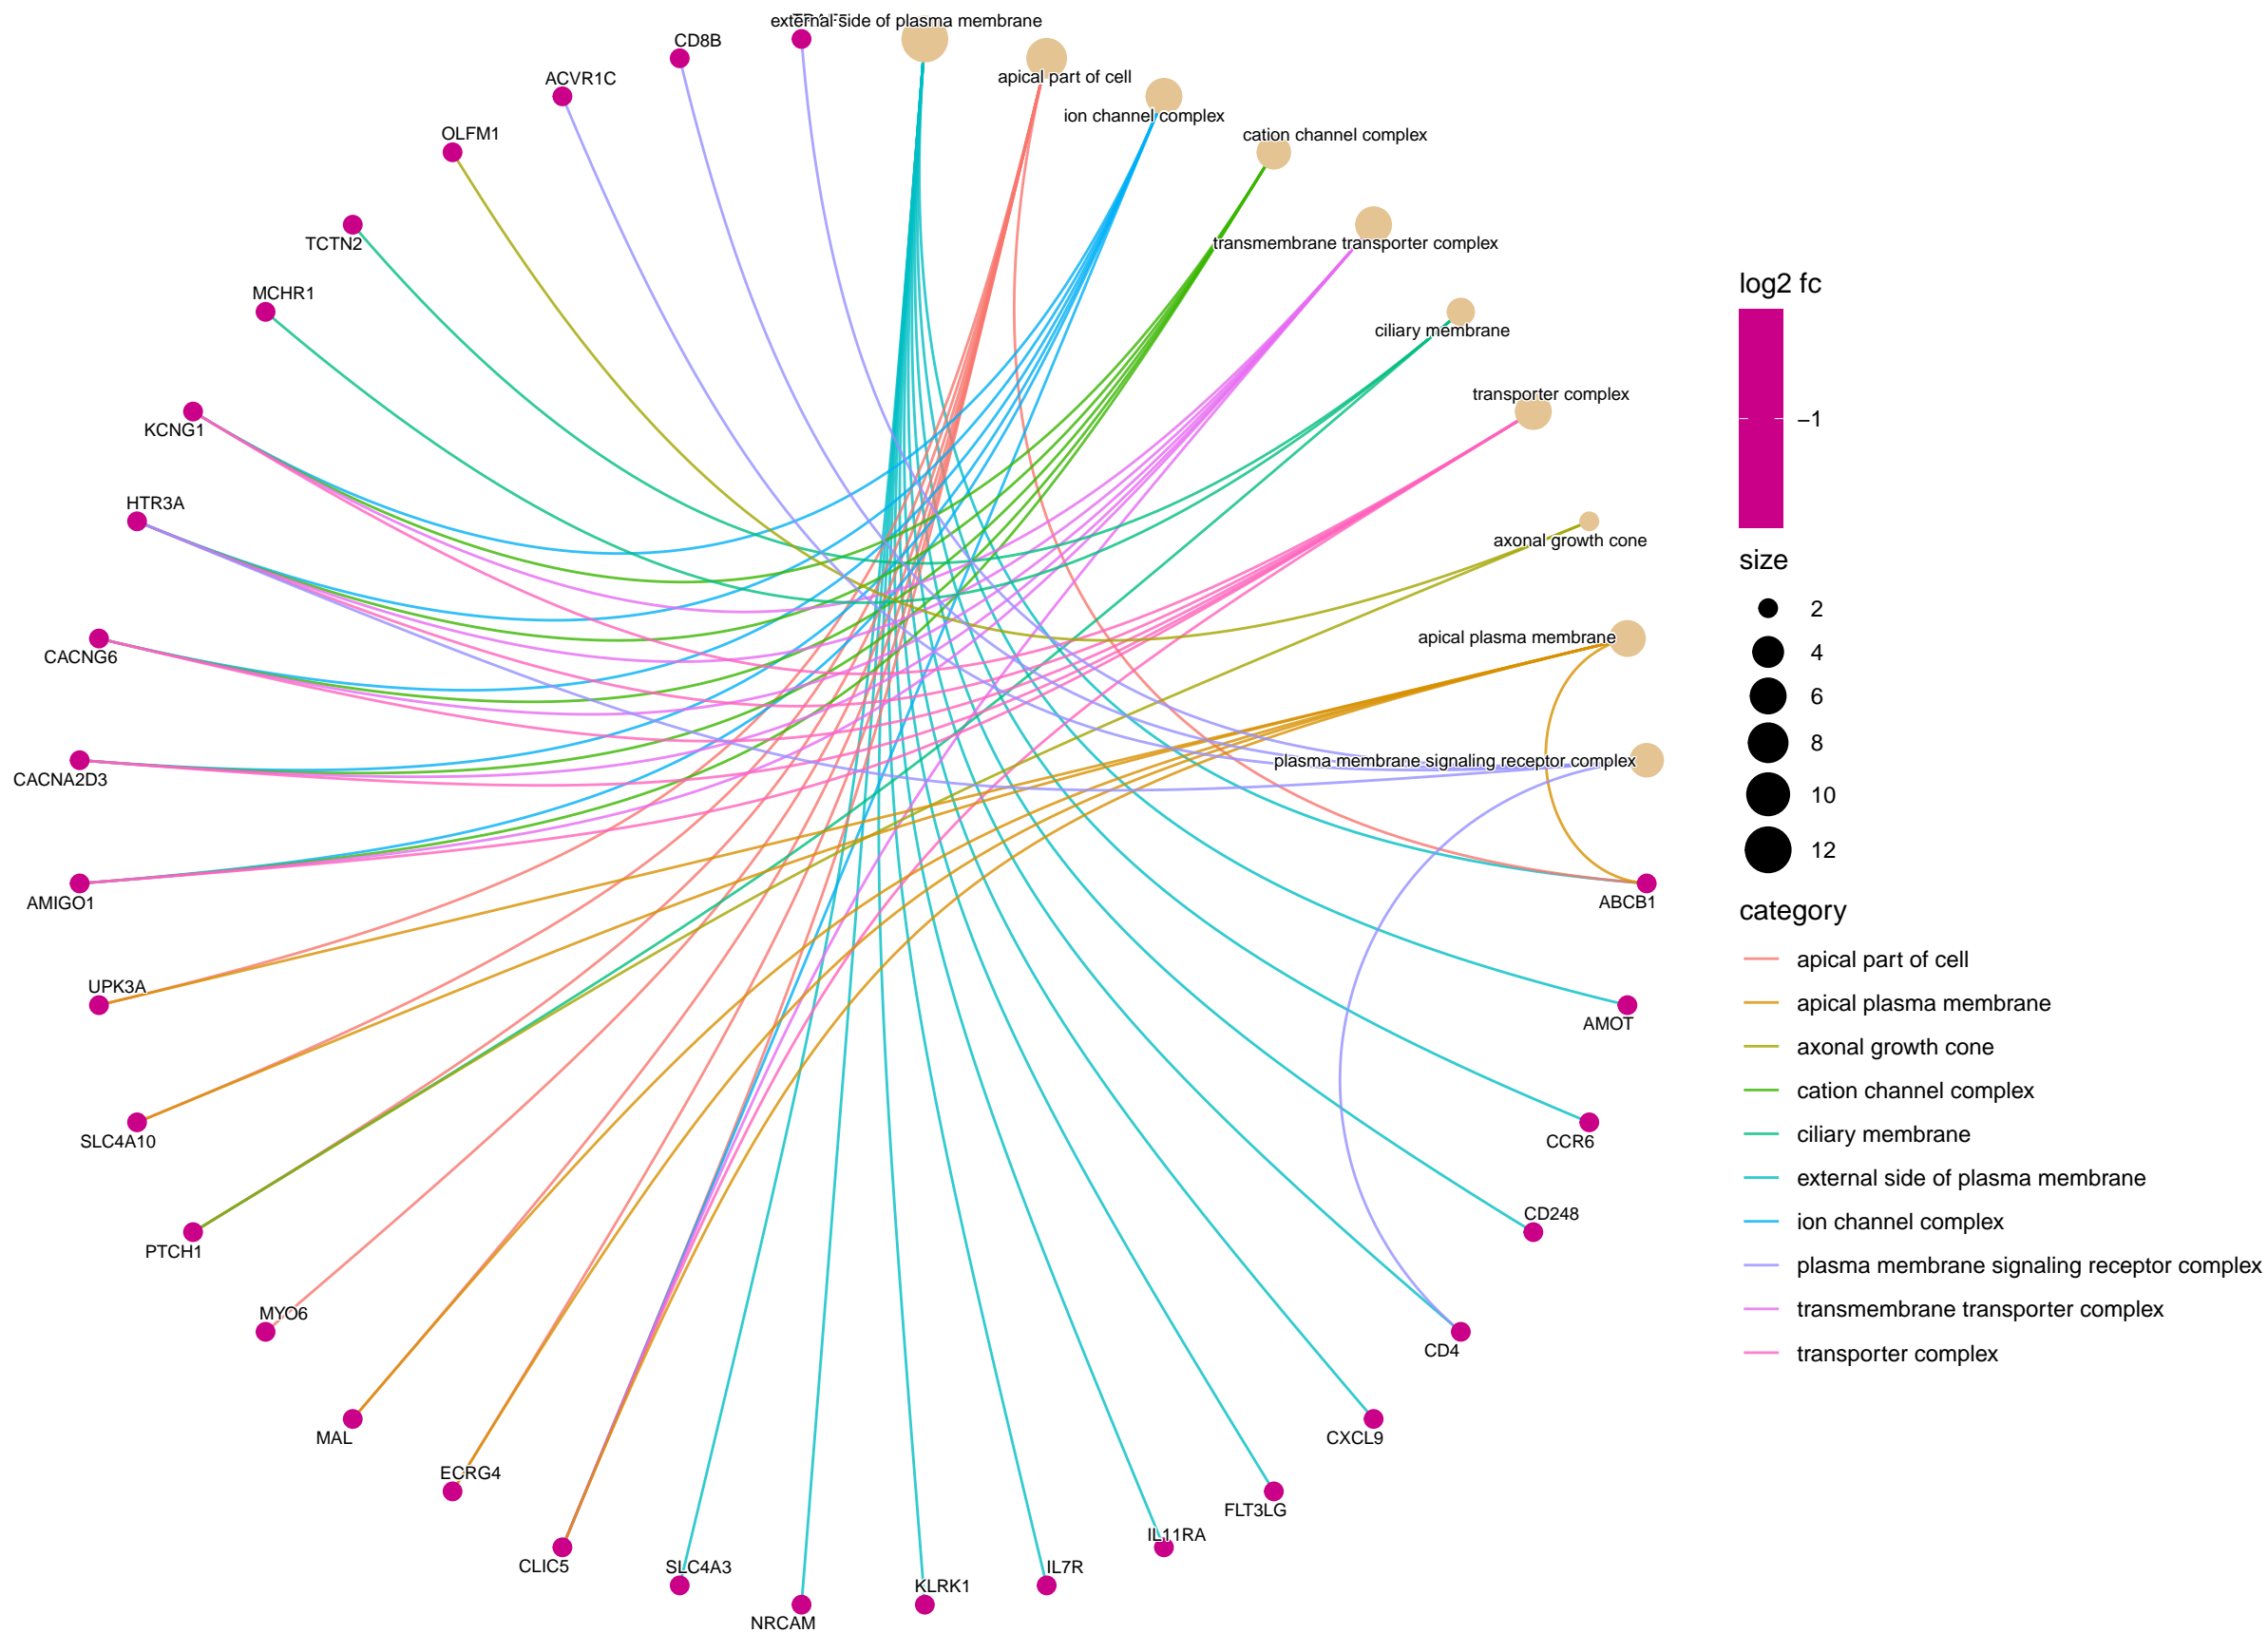 external side of plasma membrane
CD8B
apical part of cell
ACVR1C
ion channel complex
OLFM1
cation channel complex
TCTN2
transmembrane transporter complex
MCHR1
ciliary membrane
KCNG1
transporter complex
HTR3A
axonal growth cone
CACNG6
apical plasma membrane
CACNA2D3
plasma membrane signaling receptor complex
AMIGO1
ABCB1
UPK3A
AMOT
SLC4A10
CCR6
PTCH1
CD248
MYO6
CD4
MAL
CXCL9
ECRG4
FLT3LG
CLIC5
IL11RA
SLC4A3
IL7R
NRCAM
KLRK1
log2 fc
−1
size
2
4
6
8
10
12
category
apical part of cell
apical plasma membrane
axonal growth cone
cation channel complex
ciliary membrane
external side of plasma membrane
ion channel complex
plasma membrane signaling receptor complex
transmembrane transporter complex
transporter complex